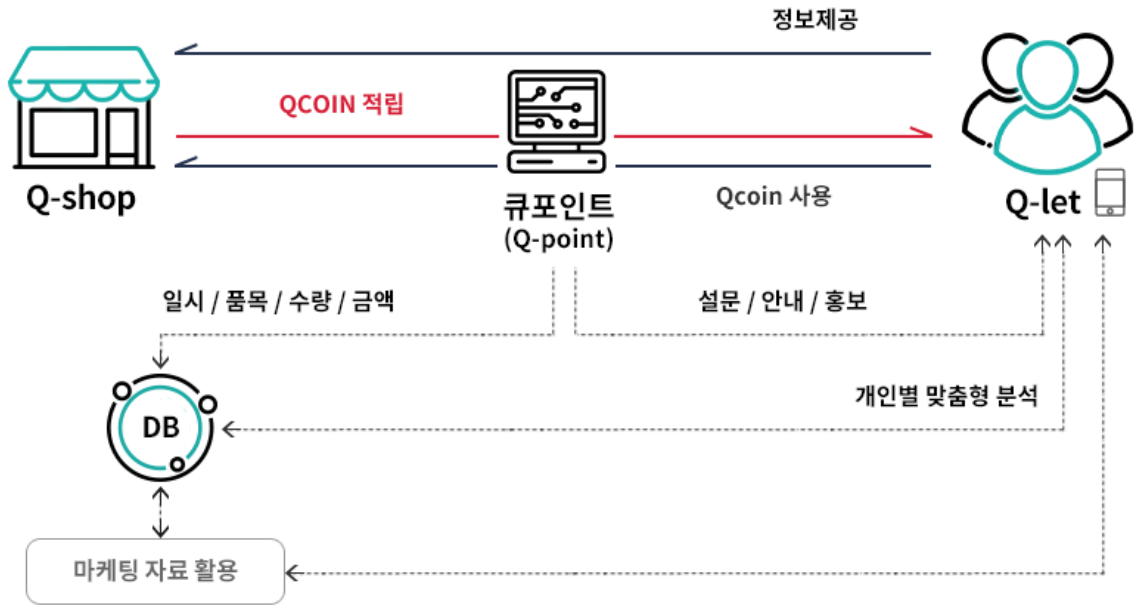 정보제공
QCOIN 적립
Q-shop
큐포인트
(Q-point)
Qcoin 사용
Q-let
일시 / 품목 / 수량 / 금액
설문 / 안내 / 홍보
개인별 맞춤형 분석
DB
마케팅 자료 활용